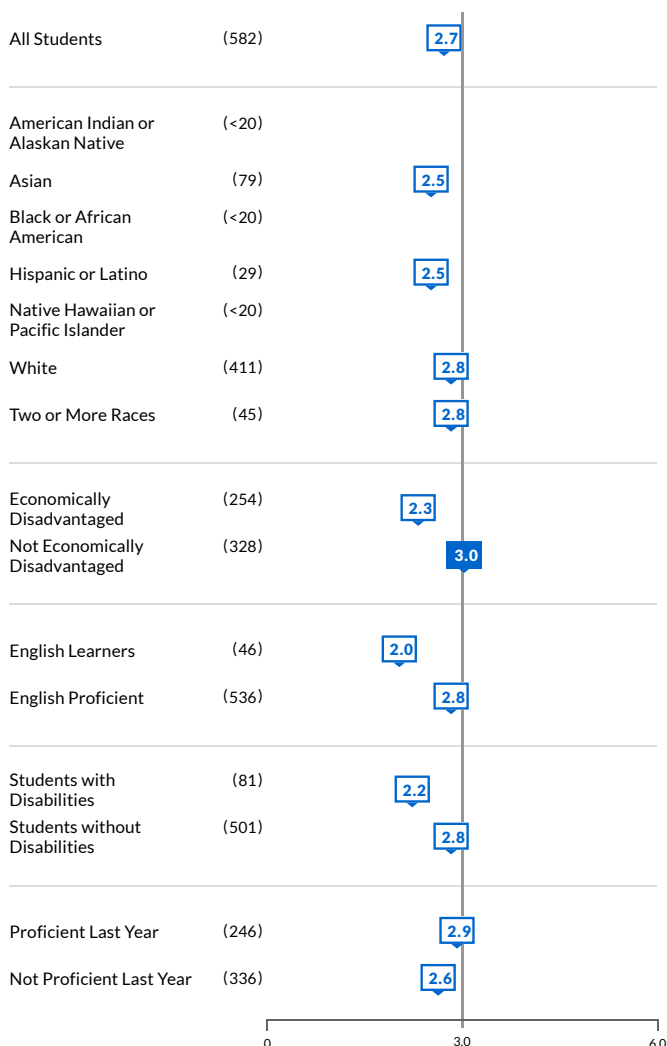 All Students (582) 2.7
American Indian or (<20)
Alaskan Native
Asian (79) 2.5
Black or African (<20)
American
Hispanic or Latino (29) 2.5
Native Hawaiian or (<20)
Pacific Islander
White (411) 2.8
Two or More Races (45) 2.8
Economically (254) 2.3
Disadvantaged
Not Economically (328) 3.0
Disadvantaged
English Learners (46) 2.0
English Proficient (536) 2.8
Students with (81) 2.2
Disabilities
Students without (501) 2.8
Disabilities
Proficient Last Year (246) 2.9
Not Proficient Last Year (336) 2.6
0 3.0 6.0